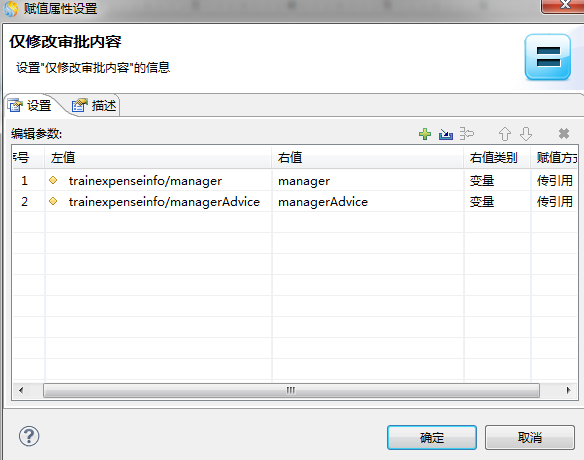 赋值属性设置
仅修改审批内容
设置"仅修改审批内容"的信息
设置 描述
编辑参数:
序号 左值 右值 右值类别 赋值方式
1 trainexpenseinfo/manager manager 变量 传引用
2 trainexpenseinfo/managerAdvice managerAdvice 变量 传引用
确定 取消